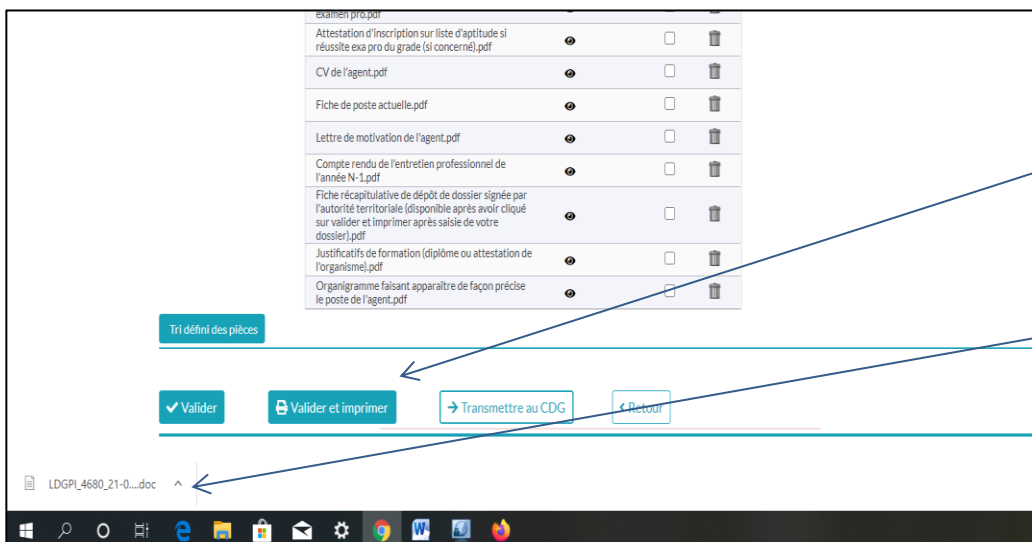 examen pro.pdf
Attestation d'inscription sur liste d'aptitude si
réussite exa pro du grade (si concerné).pdf
CV de l'agent.pdf
Fiche de poste actuelle.pdf
Lettre de motivation de l'agent.pdf
Compte rendu de l'entretien professionnel de
l'année N-1.pdf
Fiche récapitulative de dépôt de dossier signée par
l'autorité territoriale (disponible après avoir cliqué
sur valider et imprimer après saisie de votre
dossier).pdf
Justificatifs de formation (diplôme ou attestation de
l'organisme).pdf
Organigramme faisant apparaître de façon précise
le poste de l'agent.pdf
Tri défini des pièces
Valider
Valider et imprimer
Transmettre au CDG
Retour
LDGPI_4680_21-0....doc